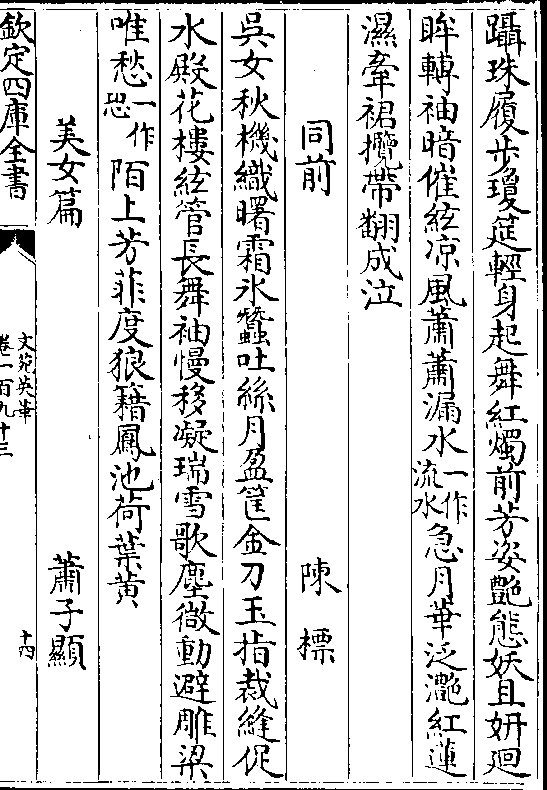 躡珠履步瓊筵輕身起舞紅燭前芳姿艷態妖且妍廻
眸轉袖暗催絃凉風蕭蕭漏水一作流水急月華泛灔紅蓮
濕牽裙攬帶翻成泣
同前 陳標
吳女秋機織曙霜氷蠶吐絲月盈筐金刀玉指裁縫促
水殿花樓絃管長舞袖慢移凝瑞雪歌塵微動避雕梁
唯愁一作恐陌上芳菲度狼籍鳳池荷葉黃
美女篇 蕭子顯
欽定四庫全書
文苑英華
卷一百九十三
十四